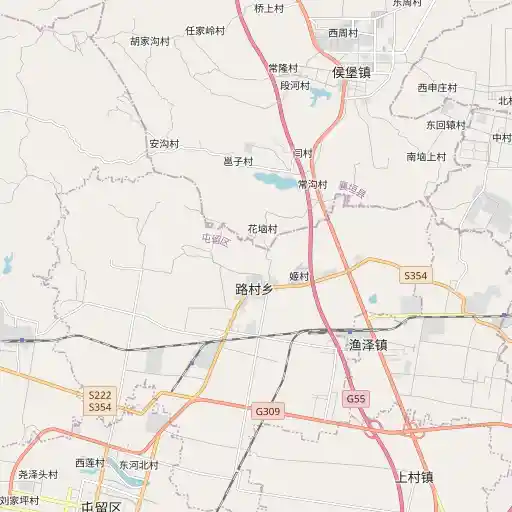 桥上村
东周村
任家岭村
西周村
胡家沟村
常隆村
侯堡镇
段河村
西申庄村
北村
东回辕村
中村
安沟村
邕子村
闫村
南垴上村
常沟村
襄垣县
花垴村
屯留区
姬村
S354
路村乡
渔泽镇
S222
S354
G55
G309
西莲村
东河北村
尧泽头村
上村镇
刘家坪村
屯留区